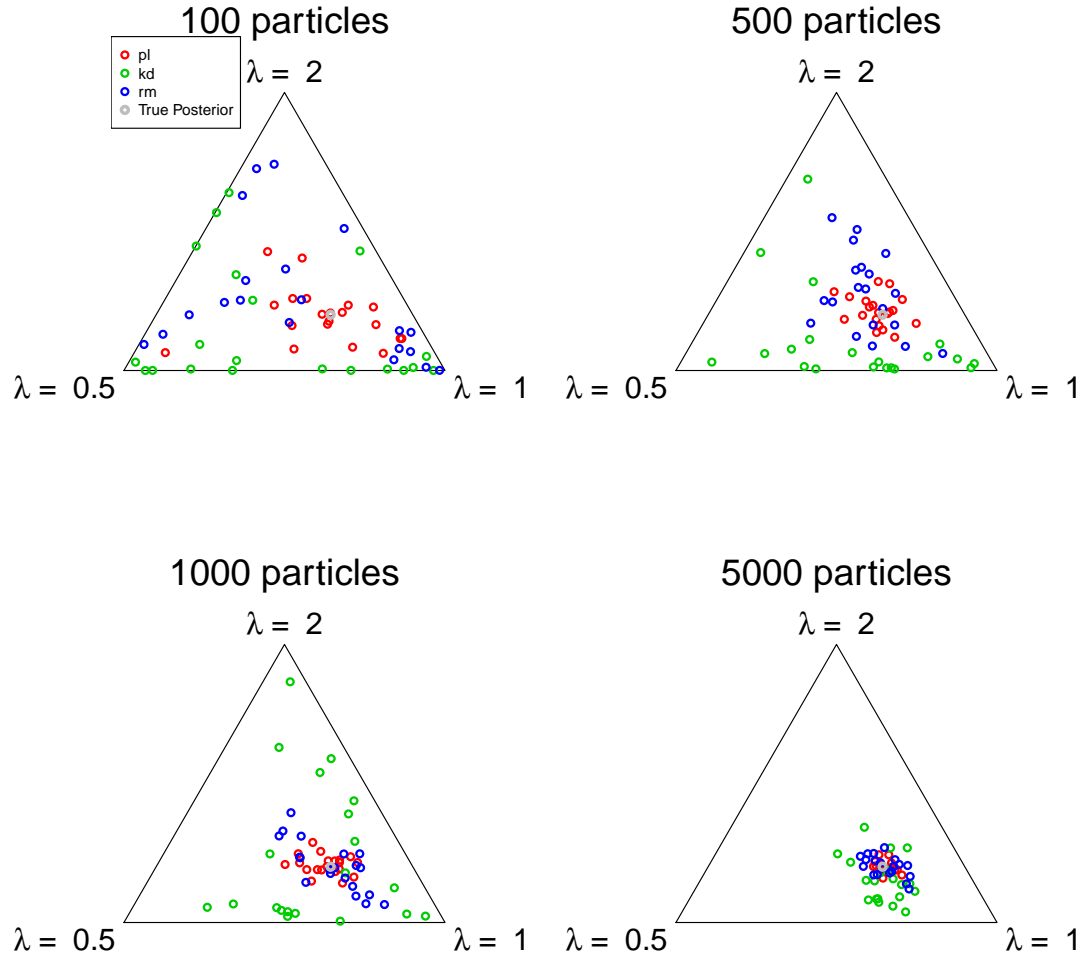 100 particles
500 particles
pl
kd
rm
True Posterior
λ = 2
λ = 2
λ = 0.5
λ = 1
λ = 0.5
λ = 1
1000 particles
5000 particles
λ = 2
λ = 2
λ = 0.5
λ = 1
λ = 0.5
λ = 1